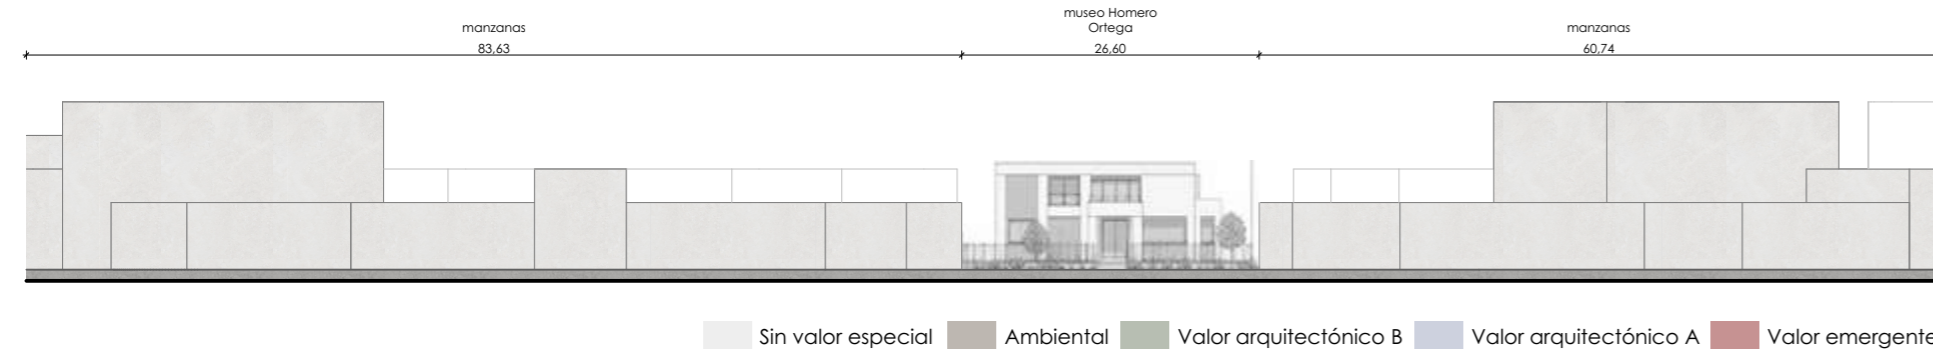 manzanas
83,63
museo Homero
Ortega
26,60
manzanas
60,74
Sin valor especial
Ambiental
Valor arquitectónico B
Valor arquitectónico A
Valor emergente